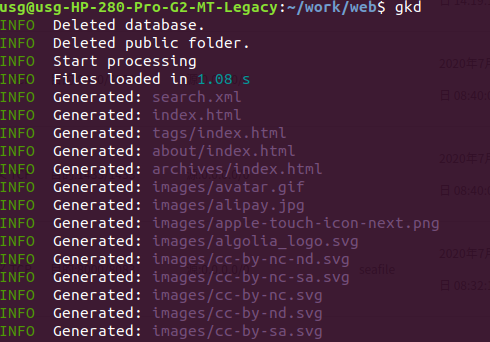 usg@usg-HP-280-Pro-G2-MT-Legacy:~/work/web$ gkd
INFO  Deleted database.
INFO  Deleted public folder.
INFO  Start processing
INFO  Files loaded in 1.08 s
INFO  Generated: search.xml
INFO  Generated: index.html
INFO  Generated: tags/index.html
INFO  Generated: about/index.html
INFO  Generated: archives/index.html
INFO  Generated: images/avatar.gif
INFO  Generated: images/alipay.jpg
INFO  Generated: images/apple-touch-icon-next.png
INFO  Generated: images/algolia_logo.svg
INFO  Generated: images/cc-by-nc-nd.svg
INFO  Generated: images/cc-by-nc-sa.svg
INFO  Generated: images/cc-by-nc.svg
INFO  Generated: images/cc-by-nd.svg
INFO  Generated: images/cc-by-sa.svg